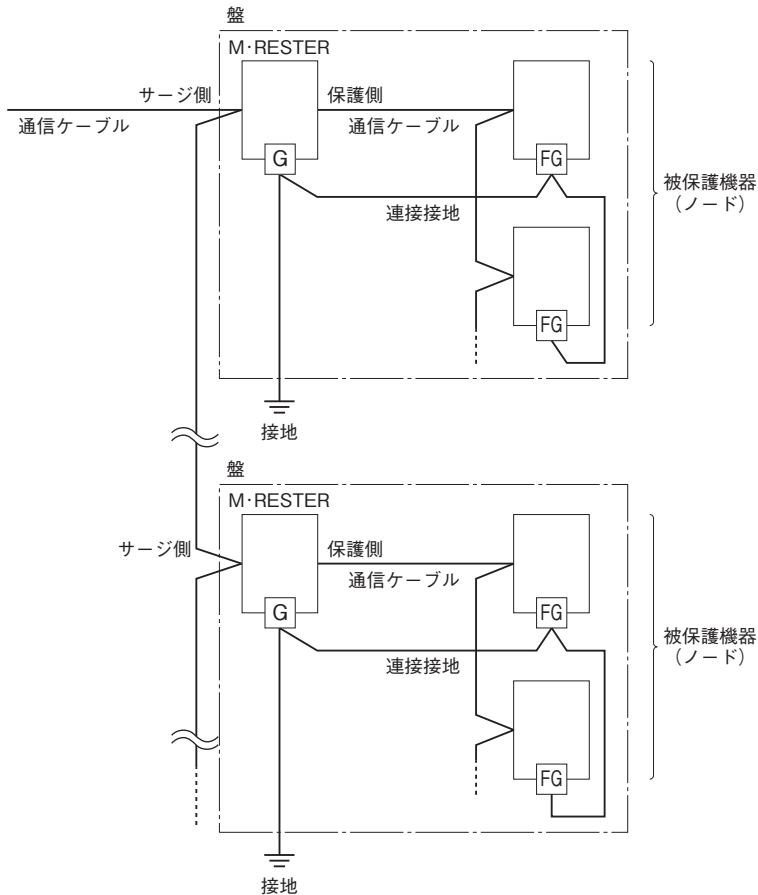 盤
M·RESTER
サージ側
保護側
通信ケーブル
通信ケーブル
G
FG
被保護機器
（ノード）
連接接地
FG
接地
盤
M·RESTER
サージ側
保護側
通信ケーブル
G
FG
被保護機器
（ノード）
連接接地
FG
接地